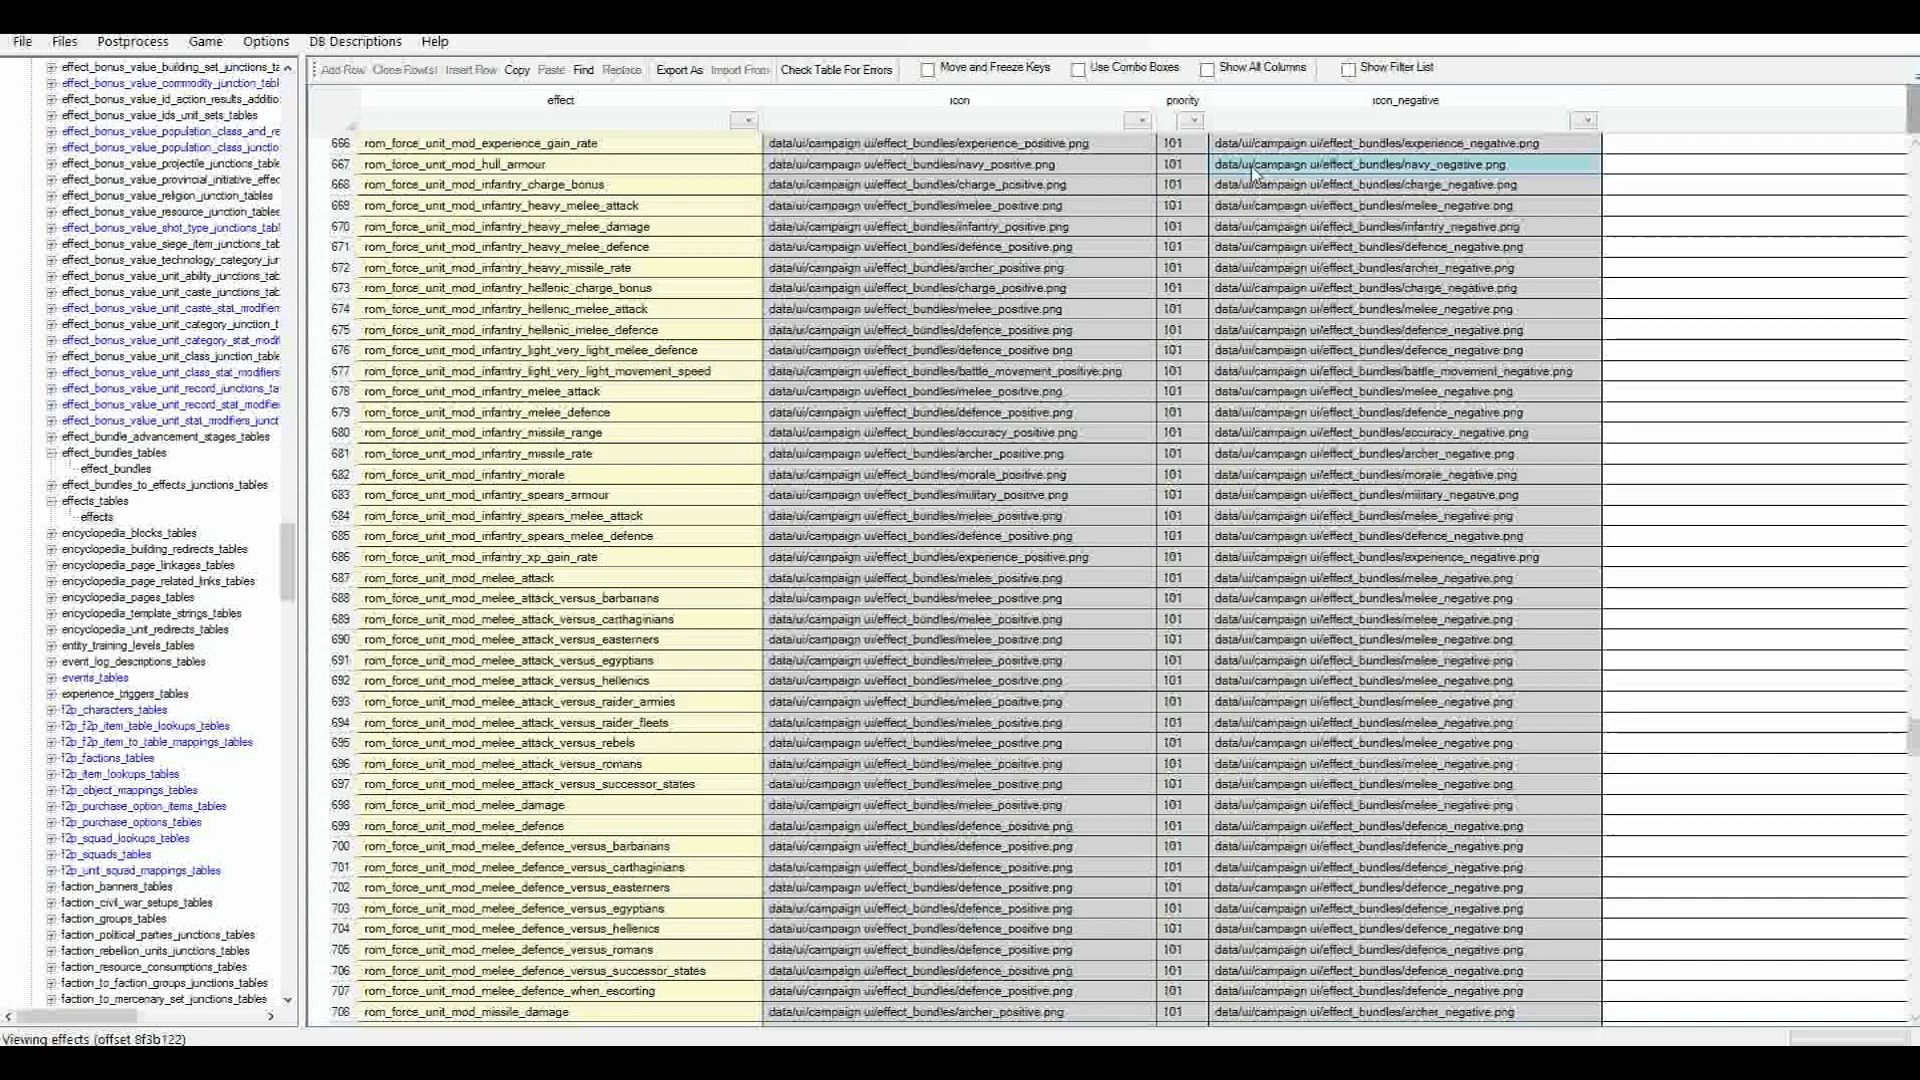 File Files Postprocess Game Options DB Descriptions Help
Add Row Clone Row(s) Insert Row Copy Paste Find Replace Export As Import From Check Table For Errors Move and Freeze Keys Use Combo Boxes Show All Columns Show Filter List
effect_bonus_value_building_set_junctions_ta
effect_bonus_value_commodity_junction_tabl
effect_bonus_value_id_action_results_additio
effect_bonus_value_ids_unit_sets_tables
effect_bonus_value_population_class_and_re
effect_bonus_value_population_class_junctio
effect_bonus_value_projectile_junctions_table
effect_bonus_value_provincial_initiative_effec
effect_bonus_value_religion_junction_tables
effect_bonus_value_resource_junction_tables
effect_bonus_value_shot_type_junctions_tabl
effect_bonus_value_siege_item_junctions_tab
effect_bonus_value_technology_category_jur
effect_bonus_value_unit_ability_junctions_tab
effect_bonus_value_unit_caste_junctions_tab
effect_bonus_value_unit_caste_stat_modifiers
effect_bonus_value_unit_category_junction_t
effect_bonus_value_unit_category_stat_modif
effect_bonus_value_unit_class_junction_table
effect_bonus_value_unit_class_stat_modifiers
effect_bonus_value_unit_record_junctions_ta
effect_bonus_value_unit_record_stat_modifie
effect_bonus_value_unit_stat_modifiers_junct
effect_bundle_advancement_stages_tables
effect_bundles_tables
effect_bundles
effect_bundles_to_effects_junctions_tables
effects_tables
effects
encyclopedia_blocks_tables
encyclopedia_building_redirects_tables
encyclopedia_page_linkages_tables
encyclopedia_page_related_links_tables
encyclopedia_pages_tables
encyclopedia_template_strings_tables
encyclopedia_unit_redirects_tables
entity_training_levels_tables
event_log_descriptions_tables
events_tables
experience_triggers_tables
f2p_characters_tables
f2p_f2p_item_table_lookups_tables
f2p_f2p_item_to_table_mappings_tables
f2p_factions_tables
f2p_item_lookups_tables
f2p_object_mappings_tables
f2p_purchase_option_items_tables
f2p_purchase_options_tables
f2p_squad_lookups_tables
f2p_squads_tables
f2p_unit_squad_mappings_tables
faction_banners_tables
faction_civil_war_setups_tables
faction_groups_tables
faction_political_parties_junctions_tables
faction_rebellion_units_junctions_tables
faction_resource_consumptions_tables
faction_to_faction_groups_junctions_tables
faction_to_mercenary_set_junctions_tables
effect icon priority icon_negative
666 rom_force_unit_mod_experience_gain_rate data/ui/campaign ui/effect_bundles/experience_positive.png 101 data/ui/campaign ui/effect_bundles/experience_negative.png
667 rom_force_unit_mod_hull_armour data/ui/campaign ui/effect_bundles/navy_positive.png 101 data/ui/campaign ui/effect_bundles/navy_negative.png
668 rom_force_unit_mod_infantry_charge_bonus data/ui/campaign ui/effect_bundles/charge_positive.png 101 data/ui/campaign ui/effect_bundles/charge_negative.png
669 rom_force_unit_mod_infantry_heavy_melee_attack data/ui/campaign ui/effect_bundles/melee_positive.png 101 data/ui/campaign ui/effect_bundles/melee_negative.png
670 rom_force_unit_mod_infantry_heavy_melee_damage data/ui/campaign ui/effect_bundles/infantry_positive.png 101 data/ui/campaign ui/effect_bundles/infantry_negative.png
671 rom_force_unit_mod_infantry_heavy_melee_defence data/ui/campaign ui/effect_bundles/defence_positive.png 101 data/ui/campaign ui/effect_bundles/defence_negative.png
672 rom_force_unit_mod_infantry_heavy_missile_rate data/ui/campaign ui/effect_bundles/archer_positive.png 101 data/ui/campaign ui/effect_bundles/archer_negative.png
673 rom_force_unit_mod_infantry_hellenic_charge_bonus data/ui/campaign ui/effect_bundles/charge_positive.png 101 data/ui/campaign ui/effect_bundles/charge_negative.png
674 rom_force_unit_mod_infantry_hellenic_melee_attack data/ui/campaign ui/effect_bundles/melee_positive.png 101 data/ui/campaign ui/effect_bundles/melee_negative.png
675 rom_force_unit_mod_infantry_hellenic_melee_defence data/ui/campaign ui/effect_bundles/defence_positive.png 101 data/ui/campaign ui/effect_bundles/defence_negative.png
676 rom_force_unit_mod_infantry_light_very_light_melee_defence data/ui/campaign ui/effect_bundles/defence_positive.png 101 data/ui/campaign ui/effect_bundles/defence_negative.png
677 rom_force_unit_mod_infantry_light_very_light_movement_speed data/ui/campaign ui/effect_bundles/battle_movement_positive.png 101 data/ui/campaign ui/effect_bundles/battle_movement_negative.png
678 rom_force_unit_mod_infantry_melee_attack data/ui/campaign ui/effect_bundles/melee_positive.png 101 data/ui/campaign ui/effect_bundles/melee_negative.png
679 rom_force_unit_mod_infantry_melee_defence data/ui/campaign ui/effect_bundles/defence_positive.png 101 data/ui/campaign ui/effect_bundles/defence_negative.png
680 rom_force_unit_mod_infantry_missile_range data/ui/campaign ui/effect_bundles/accuracy_positive.png 101 data/ui/campaign ui/effect_bundles/accuracy_negative.png
681 rom_force_unit_mod_infantry_missile_rate data/ui/campaign ui/effect_bundles/archer_positive.png 101 data/ui/campaign ui/effect_bundles/archer_negative.png
682 rom_force_unit_mod_infantry_morale data/ui/campaign ui/effect_bundles/morale_positive.png 101 data/ui/campaign ui/effect_bundles/morale_negative.png
683 rom_force_unit_mod_infantry_spears_armour data/ui/campaign ui/effect_bundles/military_positive.png 101 data/ui/campaign ui/effect_bundles/military_negative.png
684 rom_force_unit_mod_infantry_spears_melee_attack data/ui/campaign ui/effect_bundles/melee_positive.png 101 data/ui/campaign ui/effect_bundles/melee_negative.png
685 rom_force_unit_mod_infantry_spears_melee_defence data/ui/campaign ui/effect_bundles/defence_positive.png 101 data/ui/campaign ui/effect_bundles/defence_negative.png
686 rom_force_unit_mod_infantry_xp_gain_rate data/ui/campaign ui/effect_bundles/experience_positive.png 101 data/ui/campaign ui/effect_bundles/experience_negative.png
687 rom_force_unit_mod_melee_attack data/ui/campaign ui/effect_bundles/melee_positive.png 101 data/ui/campaign ui/effect_bundles/melee_negative.png
688 rom_force_unit_mod_melee_attack_versus_barbarians data/ui/campaign ui/effect_bundles/melee_positive.png 101 data/ui/campaign ui/effect_bundles/melee_negative.png
689 rom_force_unit_mod_melee_attack_versus_carthaginians data/ui/campaign ui/effect_bundles/melee_positive.png 101 data/ui/campaign ui/effect_bundles/melee_negative.png
690 rom_force_unit_mod_melee_attack_versus_easterners data/ui/campaign ui/effect_bundles/melee_positive.png 101 data/ui/campaign ui/effect_bundles/melee_negative.png
691 rom_force_unit_mod_melee_attack_versus_egyptians data/ui/campaign ui/effect_bundles/melee_positive.png 101 data/ui/campaign ui/effect_bundles/melee_negative.png
692 rom_force_unit_mod_melee_attack_versus_hellenics data/ui/campaign ui/effect_bundles/melee_positive.png 101 data/ui/campaign ui/effect_bundles/melee_negative.png
693 rom_force_unit_mod_melee_attack_versus_raider_armies data/ui/campaign ui/effect_bundles/melee_positive.png 101 data/ui/campaign ui/effect_bundles/melee_negative.png
694 rom_force_unit_mod_melee_attack_versus_raider_fleets data/ui/campaign ui/effect_bundles/melee_positive.png 101 data/ui/campaign ui/effect_bundles/melee_negative.png
695 rom_force_unit_mod_melee_attack_versus_rebels data/ui/campaign ui/effect_bundles/melee_positive.png 101 data/ui/campaign ui/effect_bundles/melee_negative.png
696 rom_force_unit_mod_melee_attack_versus_romans data/ui/campaign ui/effect_bundles/melee_positive.png 101 data/ui/campaign ui/effect_bundles/melee_negative.png
697 rom_force_unit_mod_melee_attack_versus_successor_states data/ui/campaign ui/effect_bundles/melee_positive.png 101 data/ui/campaign ui/effect_bundles/melee_negative.png
698 rom_force_unit_mod_melee_damage data/ui/campaign ui/effect_bundles/melee_positive.png 101 data/ui/campaign ui/effect_bundles/melee_negative.png
699 rom_force_unit_mod_melee_defence data/ui/campaign ui/effect_bundles/defence_positive.png 101 data/ui/campaign ui/effect_bundles/defence_negative.png
700 rom_force_unit_mod_melee_defence_versus_barbarians data/ui/campaign ui/effect_bundles/defence_positive.png 101 data/ui/campaign ui/effect_bundles/defence_negative.png
701 rom_force_unit_mod_melee_defence_versus_carthaginians data/ui/campaign ui/effect_bundles/defence_positive.png 101 data/ui/campaign ui/effect_bundles/defence_negative.png
702 rom_force_unit_mod_melee_defence_versus_easterners data/ui/campaign ui/effect_bundles/defence_positive.png 101 data/ui/campaign ui/effect_bundles/defence_negative.png
703 rom_force_unit_mod_melee_defence_versus_egyptians data/ui/campaign ui/effect_bundles/defence_positive.png 101 data/ui/campaign ui/effect_bundles/defence_negative.png
704 rom_force_unit_mod_melee_defence_versus_hellenics data/ui/campaign ui/effect_bundles/defence_positive.png 101 data/ui/campaign ui/effect_bundles/defence_negative.png
705 rom_force_unit_mod_melee_defence_versus_romans data/ui/campaign ui/effect_bundles/defence_positive.png 101 data/ui/campaign ui/effect_bundles/defence_negative.png
706 rom_force_unit_mod_melee_defence_versus_successor_states data/ui/campaign ui/effect_bundles/defence_positive.png 101 data/ui/campaign ui/effect_bundles/defence_negative.png
707 rom_force_unit_mod_melee_defence_when_escorting data/ui/campaign ui/effect_bundles/defence_positive.png 101 data/ui/campaign ui/effect_bundles/defence_negative.png
708 rom_force_unit_mod_missile_damage data/ui/campaign ui/effect_bundles/archer_positive.png 101 data/ui/campaign ui/effect_bundles/archer_negative.png
Viewing effects (offset 8f3b122)